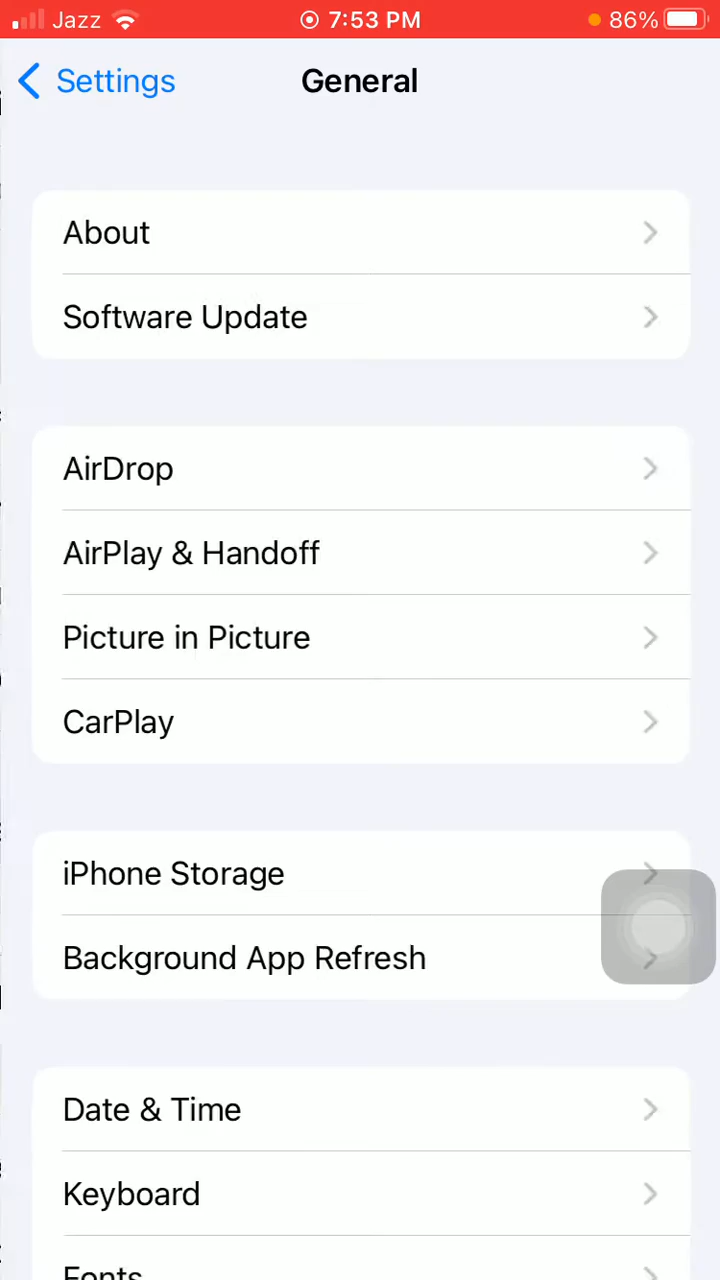 Jazz 7:53 PM 86%
Settings General
About
Software Update
AirDrop
AirPlay & Handoff
Picture in Picture
CarPlay
iPhone Storage
Background App Refresh
Date & Time
Keyboard
Fonts